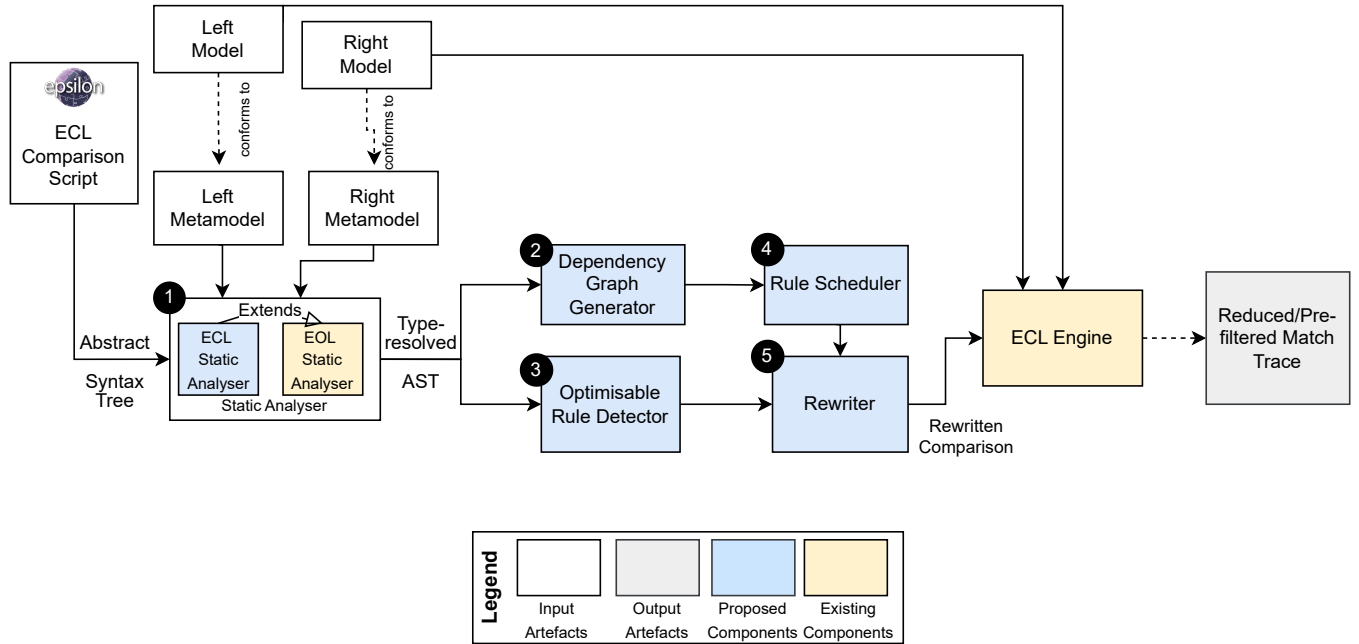 Left
Model
Right
Model
epsilon
ECL
Comparison
Script
conforms to
conforms to
Left
Metamodel
Right
Metamodel
1
Extends
ECL
Static
Analyser
EOL
Static
Analyser
Static Analyser
Abstract
Syntax
Tree
Type-
resolved
AST
2
Dependency
Graph
Generator
3
Optimisable
Rule Detector
4
Rule Scheduler
5
Rewriter
Rewritten
Comparison
ECL Engine
Reduced/Pre-
filtered Match
Trace
Legend
Input
Artefacts
Output
Artefacts
Proposed
Components
Existing
Components